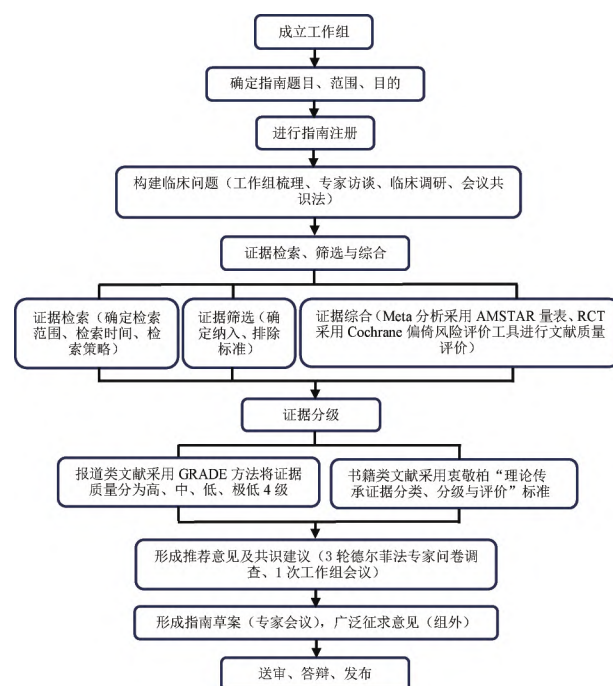 成立工作组
确定指南题目、范围、目的
进行指南注册
构建临床问题（工作组梳理、专家访谈、临床调研、会议共
识法）
证据检索、筛选与综合
证据检索（确定检索
范围、检索时间、检
索策略）
证据筛选（确
定纳入、排除
标准）
证据综合（Meta 分析采用 AMSTAR 量表、RCT
采用 Cochrane 偏倚风险评价工具进行文献质量
评价）
证据分级
报道类文献采用 GRADE 方法将证据
质量分为高、中、低、极低 4 级
书籍类文献采用衷敬柏“理论传
承证据分类、分级与评价”标准
形成推荐意见及共识建议（3 轮德尔菲法专家问卷调
查、1 次工作组会议）
形成指南草案（专家会议），广泛征求意见（组外）
送审、答辩、发布